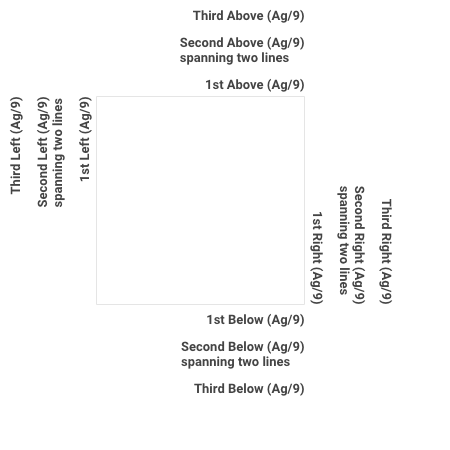 Third Above (Ag/9)
Second Above (Ag/9)
spanning two lines
1st Above (Ag/9)
Third Left (Ag/9)
Second Left (Ag/9)
spanning two lines
1st Left (Ag/9)
1st Right (Ag/9)
Second Right (Ag/9)
spanning two lines
Third Right (Ag/9)
1st Below (Ag/9)
Second Below (Ag/9)
spanning two lines
Third Below (Ag/9)